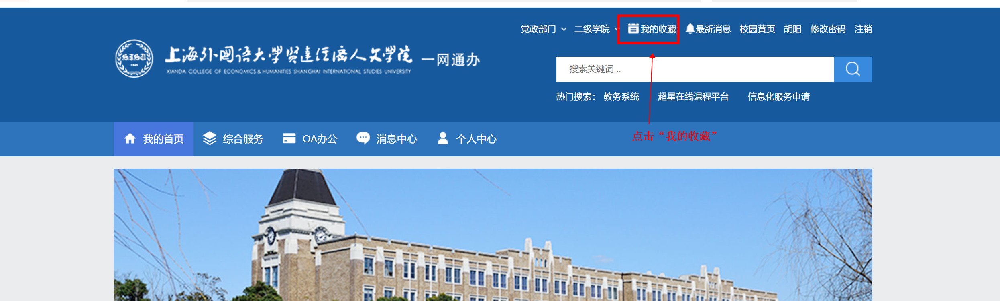 党政部门 二级学院 我的收藏 最新消息 校园黄页 胡阳 修改密码 注销
SISU
1949
上海外国语大学贤达经济人文学院 一网通办
XIANDA COLLEGE OF ECONOMICS & HUMANITIES SHANGHAI INTERNATIONAL STUDIES UNIVERSITY
搜索关键词...
热门搜索： 教务系统 超星在线课程平台 信息化服务申请
我的首页 综合服务 OA办公 消息中心 个人中心
点击“我的收藏”